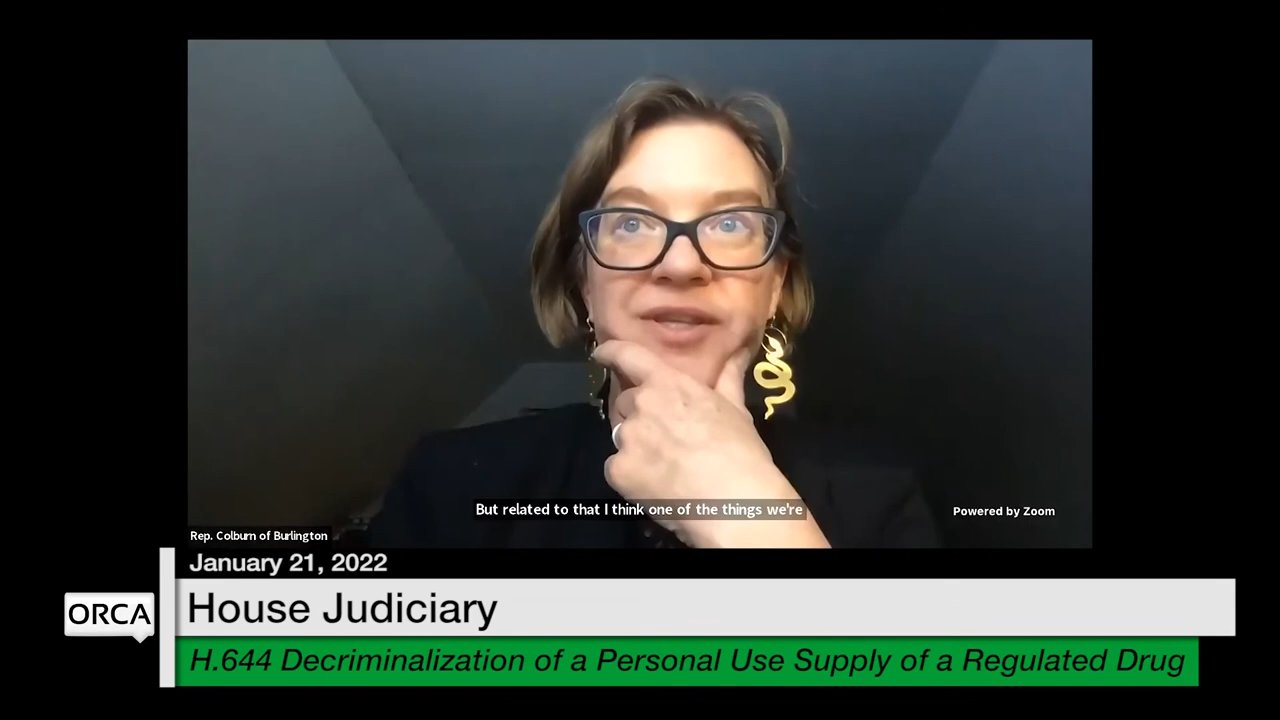 But related to that I think one of the things we're
Powered by Zoom
Rep. Colburn of Burlington
January 21, 2022
ORCA
House Judiciary
H.644 Decriminalization of a Personal Use Supply of a Regulated Drug